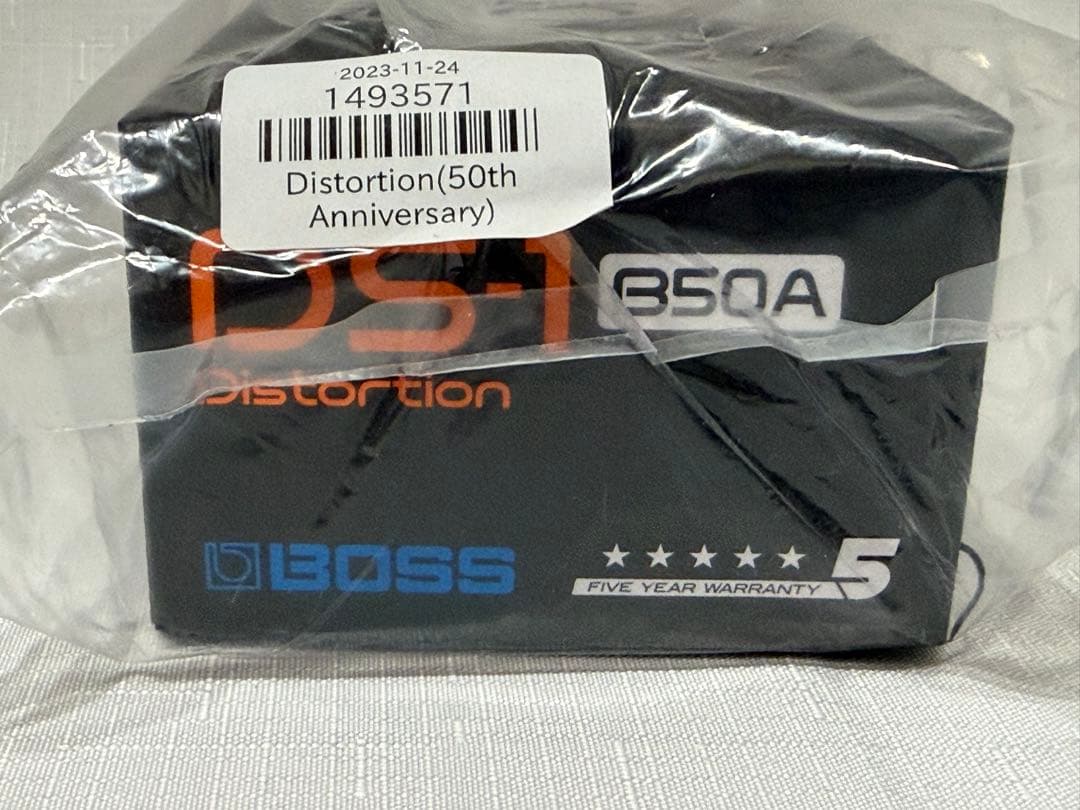 2023-11-24
1493571
Distortion(50th
Anniversary)
DS-1 B50A
Distortion
BOSS
5
FIVE YEAR WARRANTY